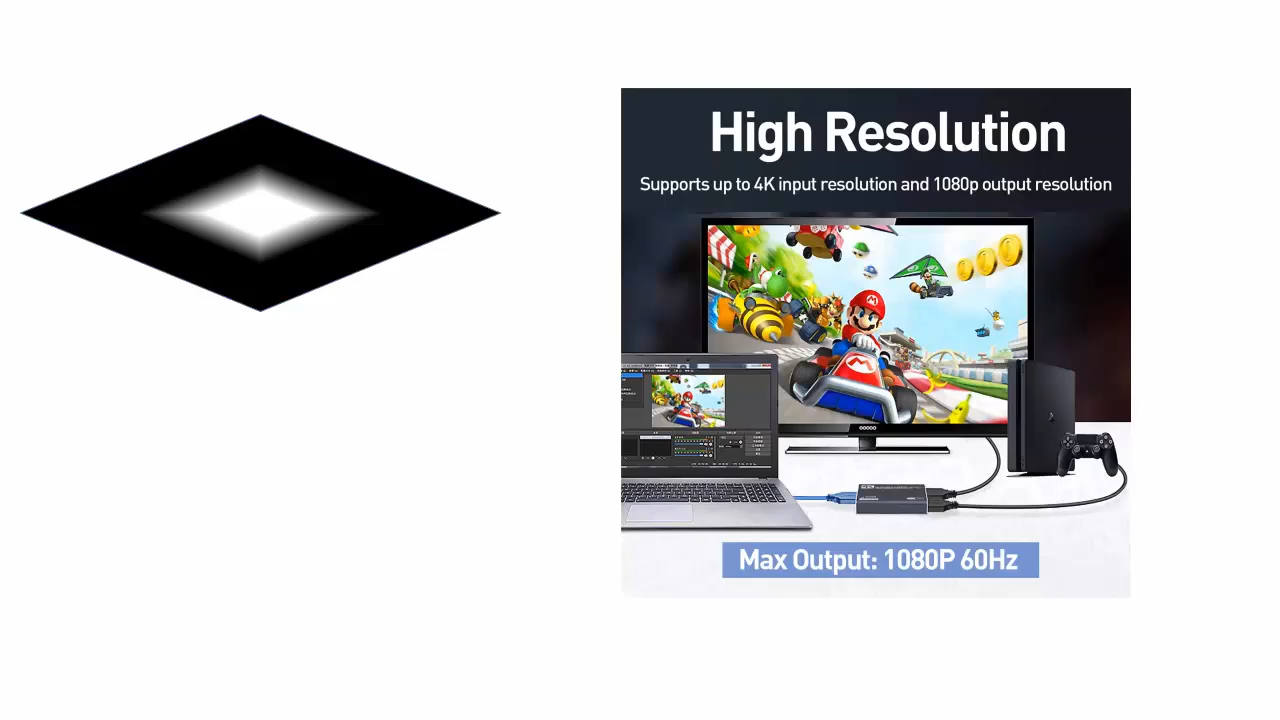 High Resolution
Supports up to 4K input resolution and 1080p output resolution
Max Output: 1080P 60Hz